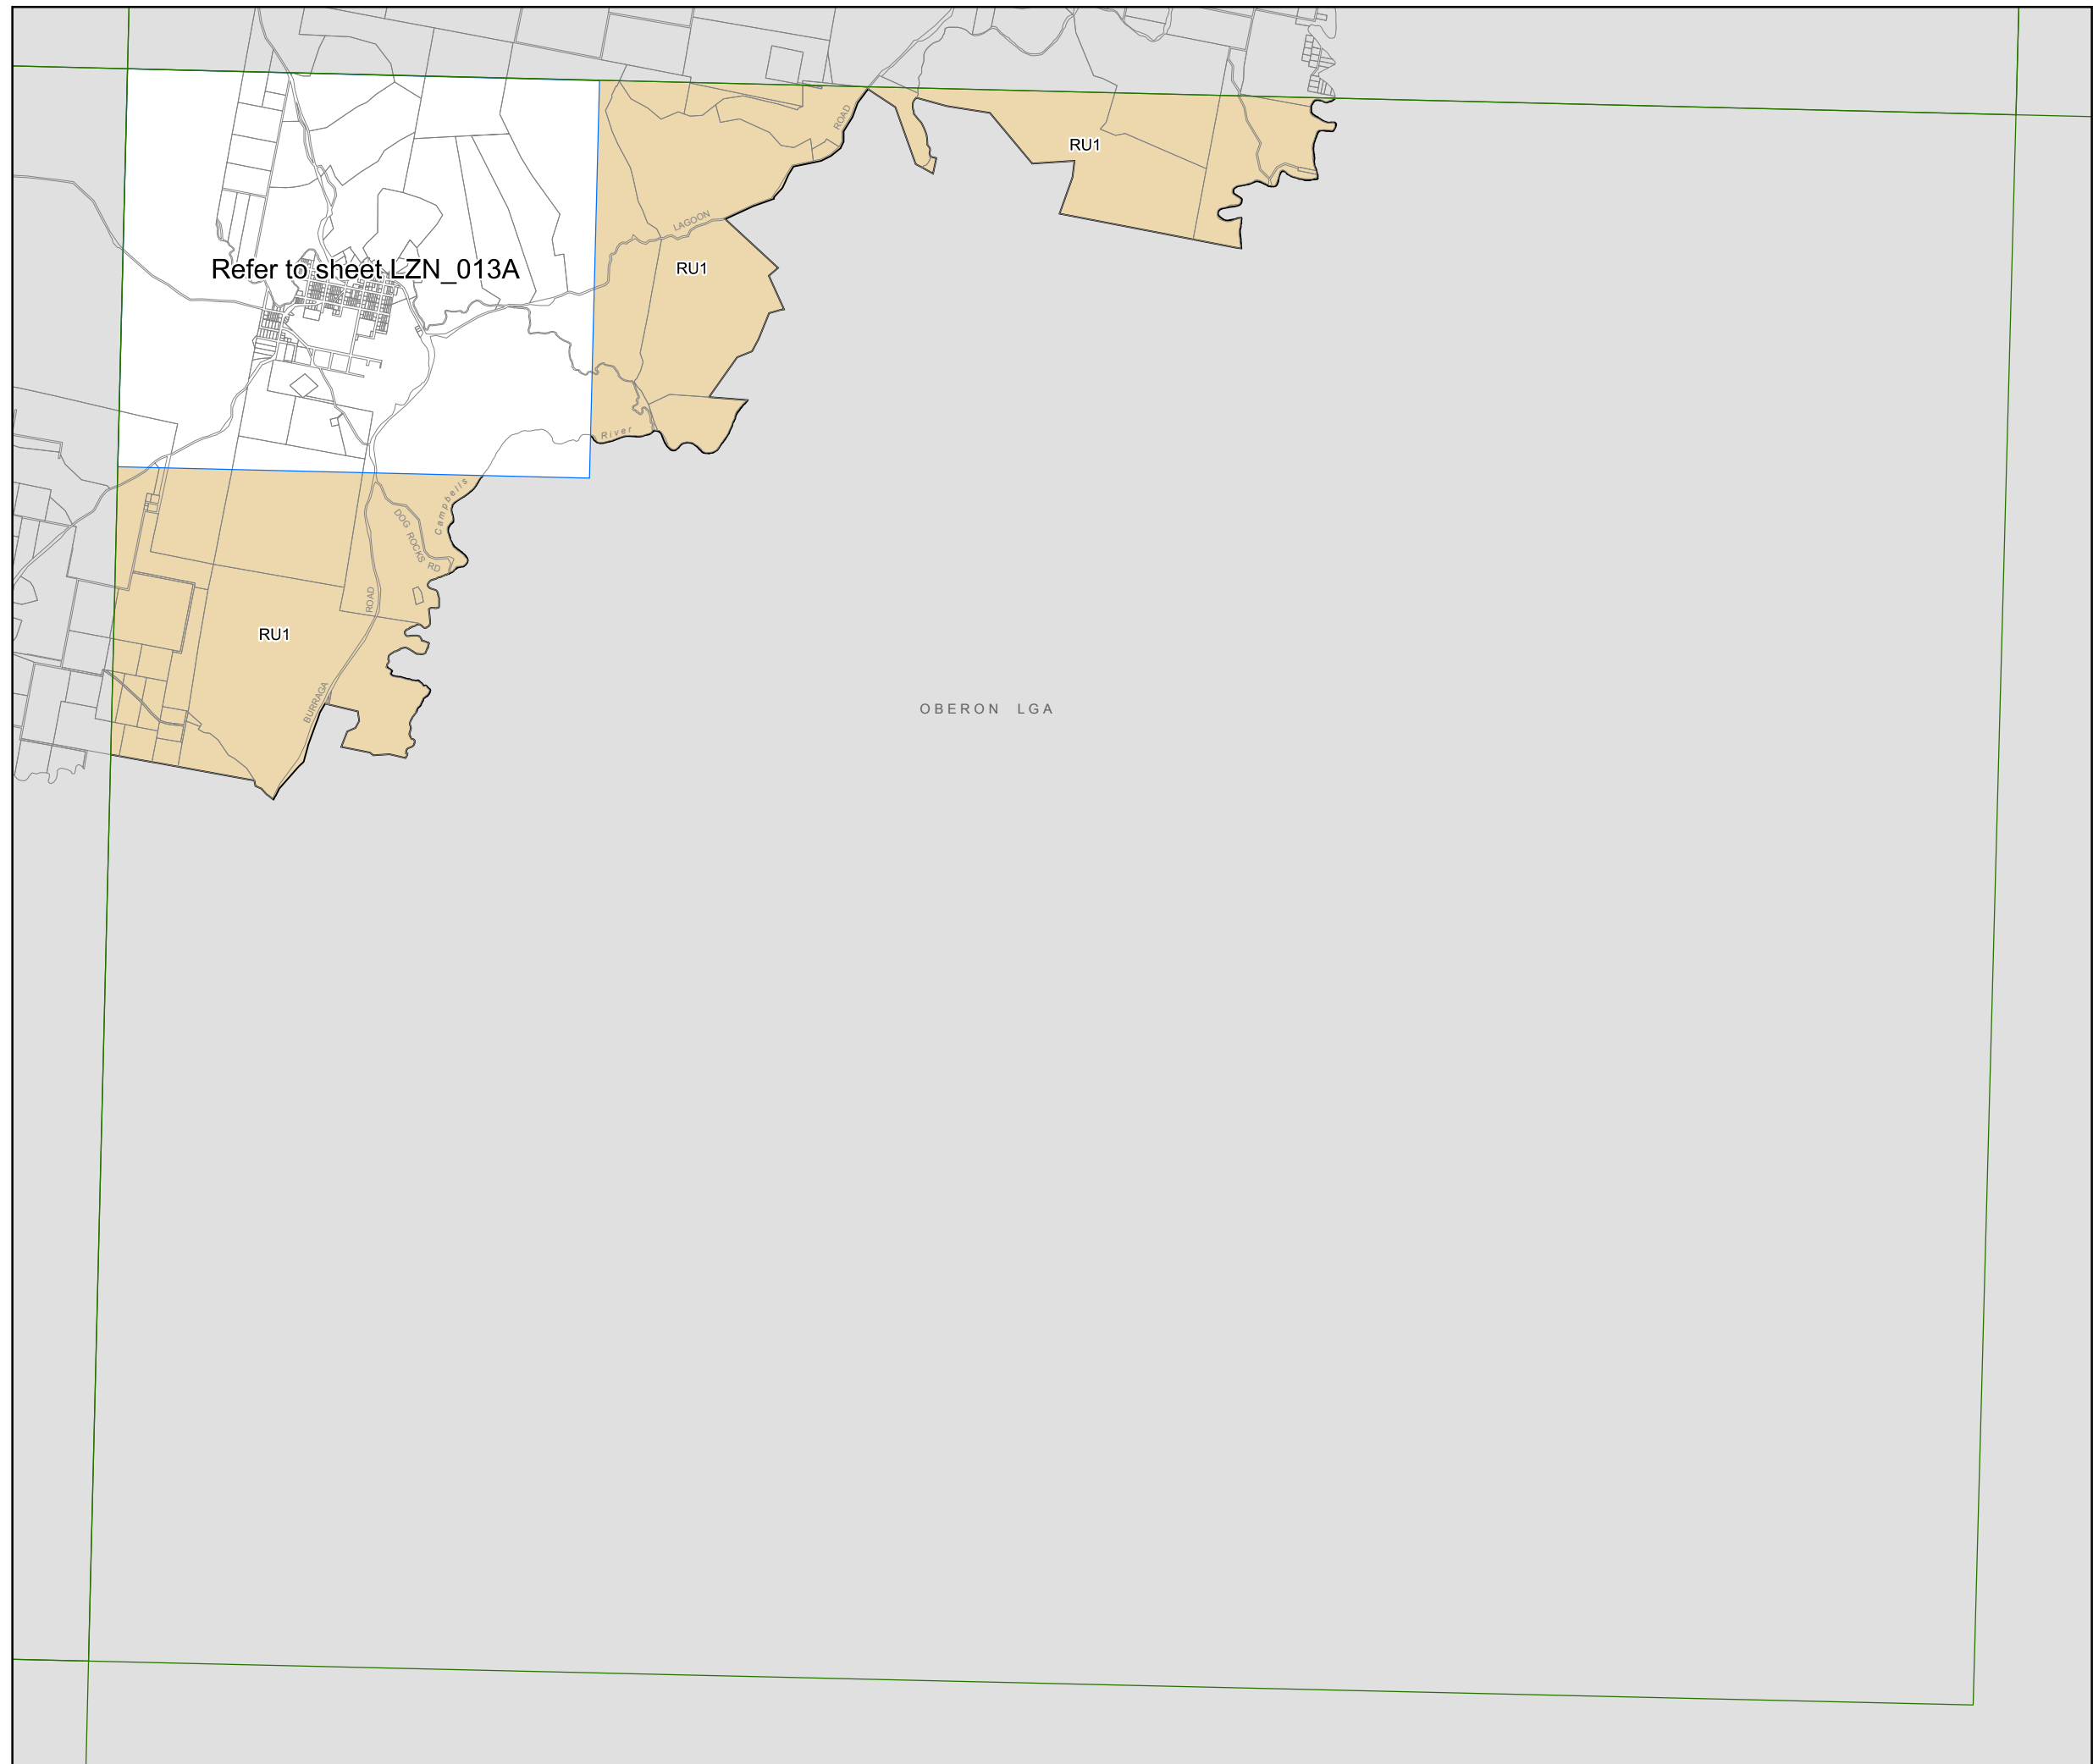 ROAD
RU1
LAGOON
RU1
Refer to sheet LZN_013A
River
Campbells
DOG ROCKS RD
ROAD
RU1
BURRAGA
OBERON LGA